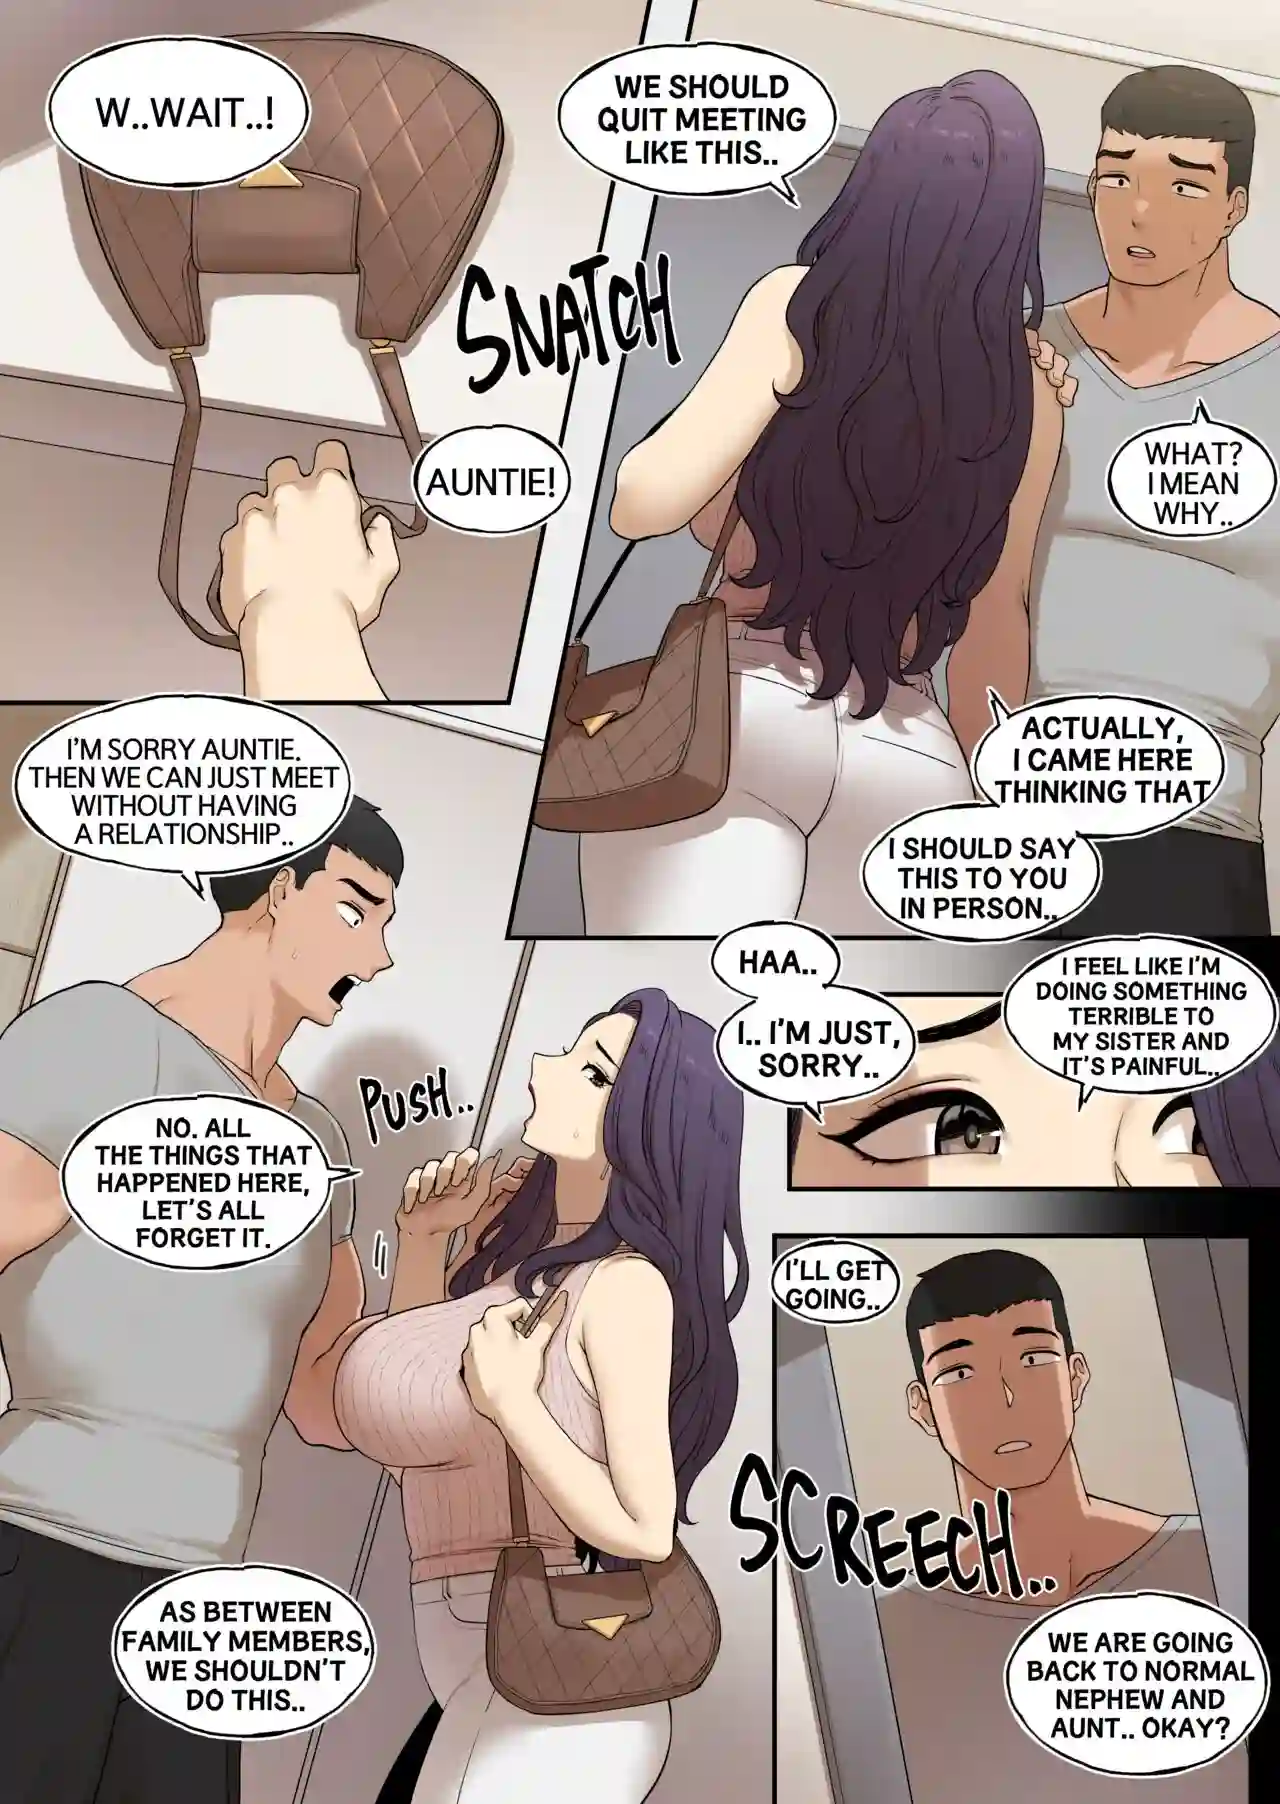 W..WAIT..!
SNATCH
AUNTIE!
WE SHOULD
QUIT MEETING
LIKE THIS..
WHAT?
I MEAN
WHY..
ACTUALLY,
I CAME HERE
THINKING THAT
I SHOULD SAY
THIS TO YOU
IN PERSON..
I'M SORRY AUNTIE.
THEN WE CAN JUST MEET
WITHOUT HAVING
A RELATIONSHIP..
PUSH..
NO. ALL
THE THINGS THAT
HAPPENED HERE,
LET'S ALL
FORGET IT.
AS BETWEEN
FAMILY MEMBERS,
WE SHOULDN'T
DO THIS..
HAA..
I.. I'M JUST,
SORRY..
I FEEL LIKE I'M
DOING SOMETHING
TERRIBLE TO
MY SISTER AND
IT'S PAINFUL..
I'LL GET
GOING..
SCREECH..
WE ARE GOING
BACK TO NORMAL
NEPHEW AND
AUNT.. OKAY?